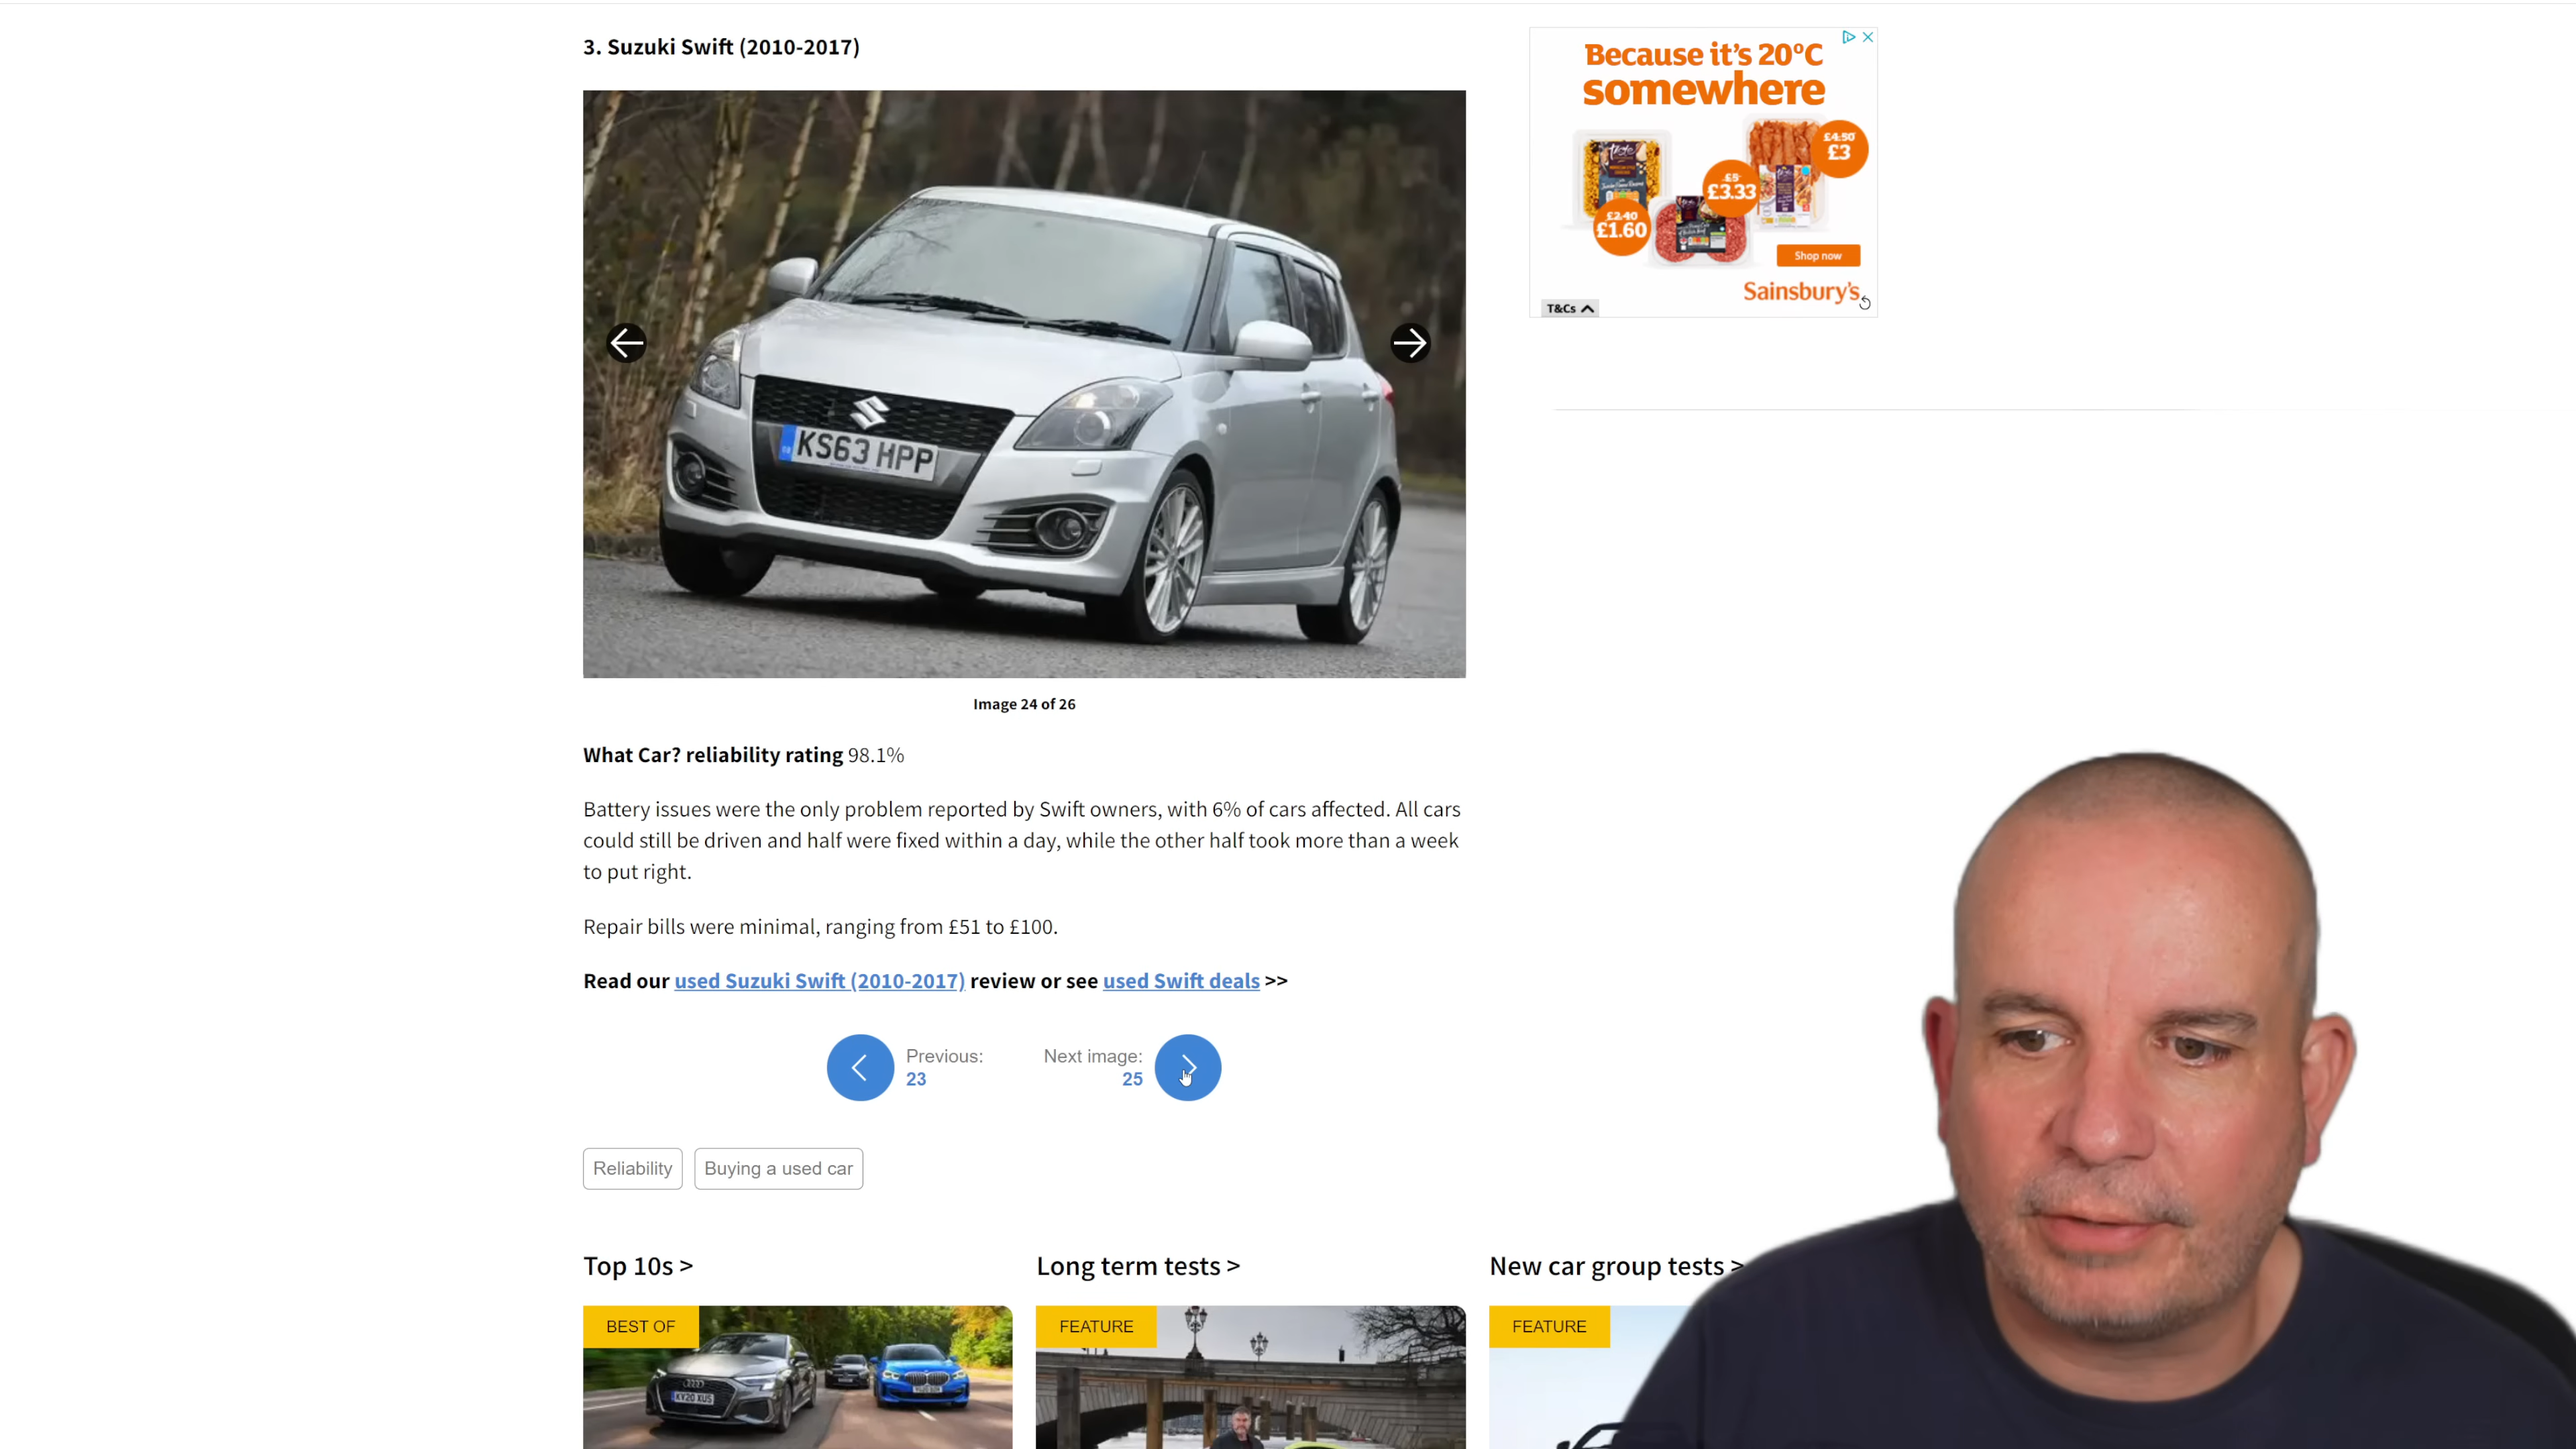 3. Suzuki Swift (2010-2017)
KS63 HPP
Image 24 of 26
What Car? reliability rating 98.1%
Battery issues were the only problem reported by Swift owners, with 6% of cars affected. All cars
could still be driven and half were fixed within a day, while the other half took more than a week
to put right.
Repair bills were minimal, ranging from £51 to £100.
Read our used Suzuki Swift (2010-2017) review or see used Swift deals >>
Previous:
23
Next image:
25
Reliability
Buying a used car
Top 10s >
BEST OF
KV20 XUS
Long term tests >
FEATURE
New car group tests >
FEATURE
Because it's 20°C
somewhere
£4.50
£3
£5
£3.33
£2.40
£1.60
Shop now
Sainsbury's
T&Cs